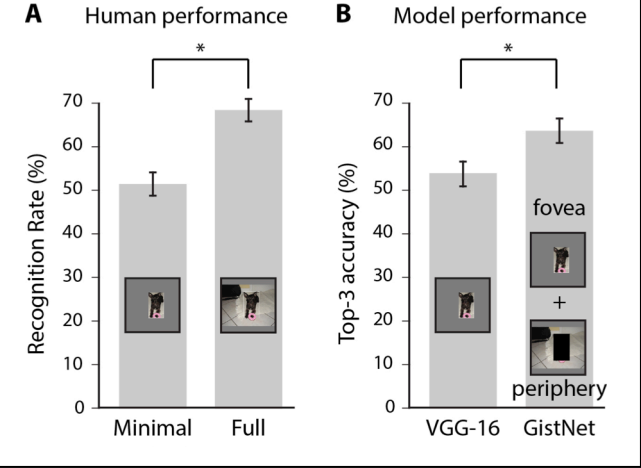 A Human performance
*
Recognition Rate (%)
70
60
50
40
30
20
10
0
Minimal Full
B Model performance
*
Top-3 accuracy (%)
70
60
50
40
30
20
10
0
fovea
+
periphery
VGG-16 GistNet